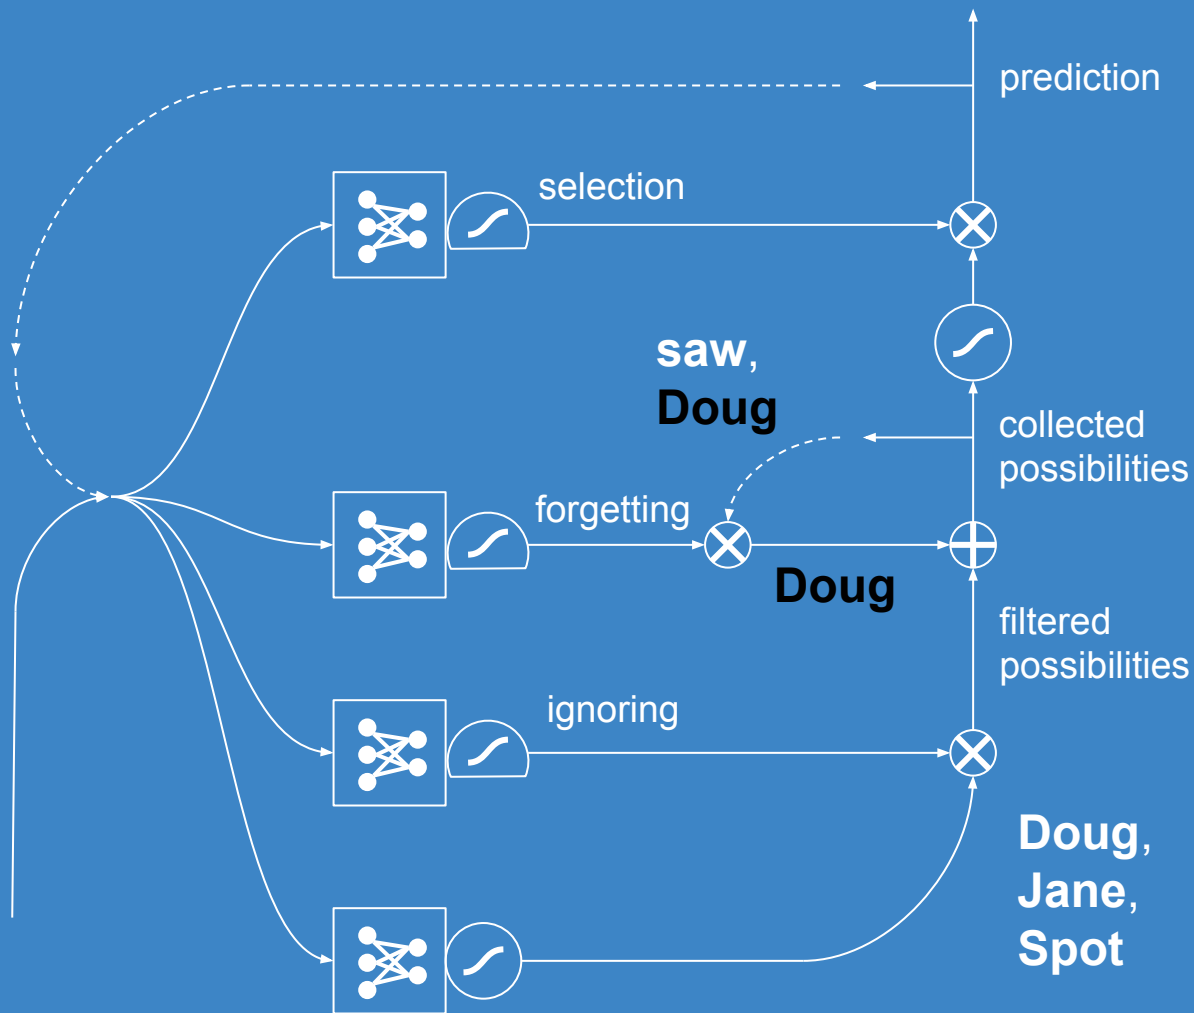 prediction
selection
saw,
Doug
collected
possibilities
forgetting
Doug
filtered
possibilities
ignoring
Doug,
Jane,
Spot